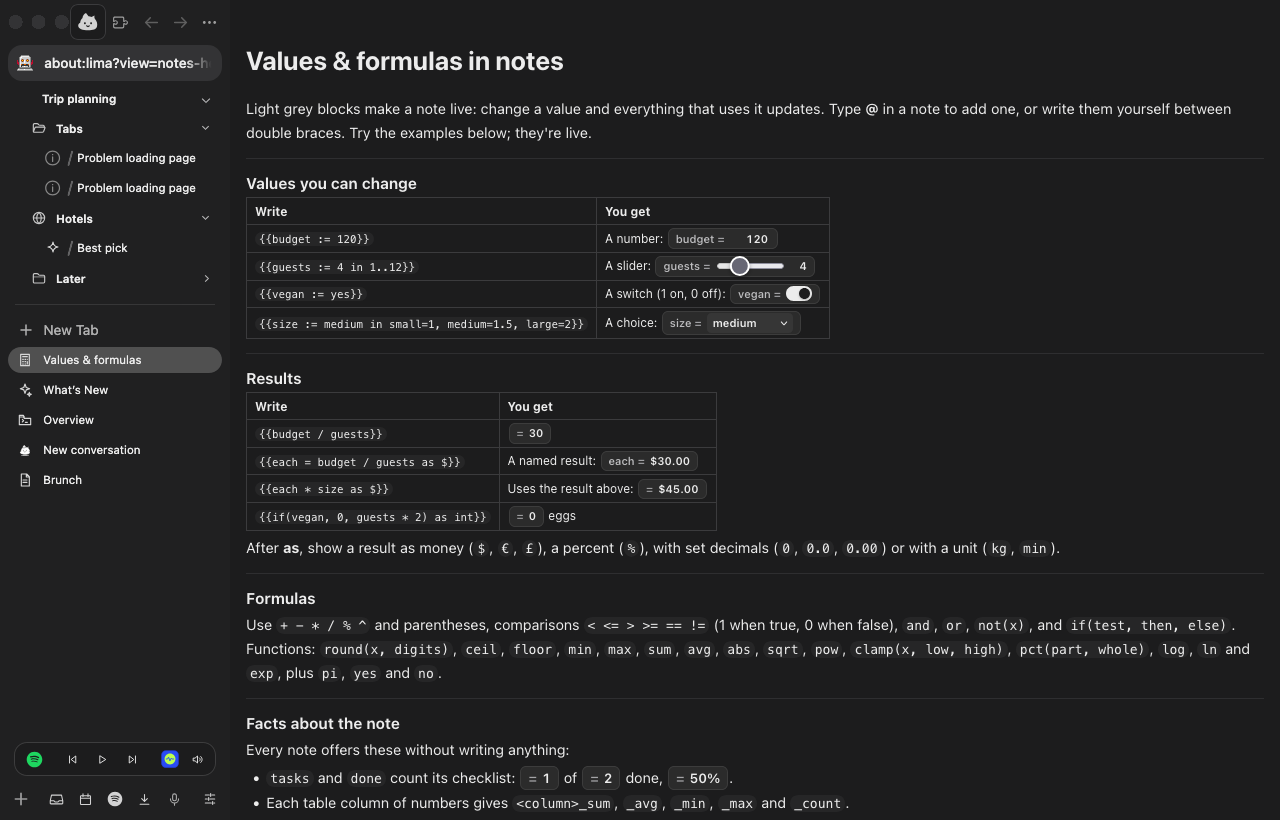 about:lima?view=notes-h
Trip planning
Tabs
/ Problem loading page
/ Problem loading page
Hotels
/ Best pick
Later
New Tab
Values & formulas
What's New
Overview
New conversation
Brunch
Values & formulas in notes
Light grey blocks make a note live: change a value and everything that uses it updates. Type @ in a note to add one, or write them yourself between
double braces. Try the examples below; they're live.
Values you can change
Write You get
{{budget := 120}} A number: budget = 120
{{guests := 4 in 1..12}} A slider: guests = 4
{{vegan := yes}} A switch (1 on, 0 off): vegan =
{{size := medium in small=1, medium=1.5, large=2}} A choice: size = medium
Results
Write You get
{{budget / guests}} = 30
{{each = budget / guests as $}} A named result: each = $30.00
{{each * size as $}} Uses the result above: = $45.00
{{if(vegan, 0, guests * 2) as int}} = 0 eggs
After as, show a result as money ( $ , € , £ ), a percent ( % ), with set decimals ( 0 , 0.0 , 0.00 ) or with a unit ( kg , min ).
Formulas
Use + − * / % ^ and parentheses, comparisons < <= > >= == != (1 when true, 0 when false), and , or , not(x) , and if(test, then, else) .
Functions: round(x, digits) , ceil , floor , min , max , sum , avg , abs , sqrt , pow , clamp(x, low, high) , pct(part, whole) , log , ln and
exp , plus pi , yes and no .
Facts about the note
Every note offers these without writing anything:
• tasks and done count its checklist: = 1 of = 2 done, = 50% .
• Each table column of numbers gives <column>_sum , _avg , _min , _max and _count .